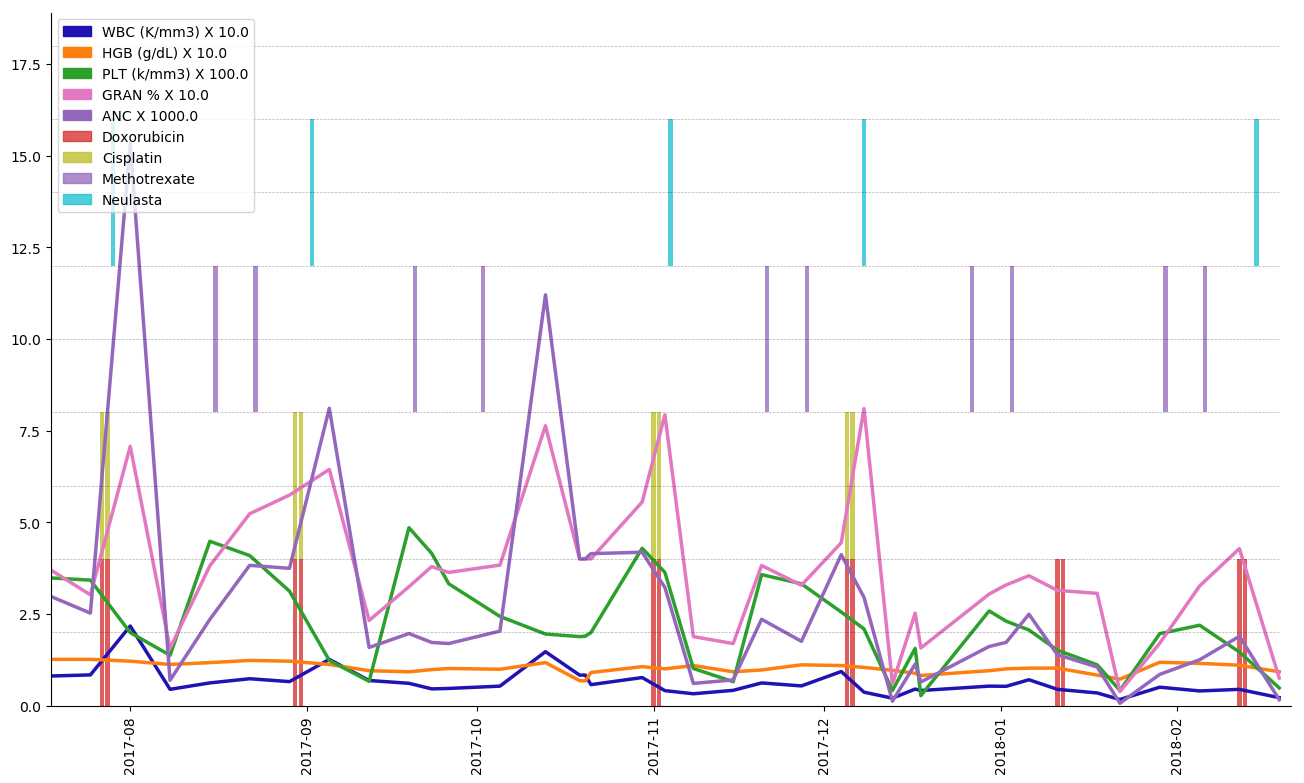 WBC (K/mm3) X 10.0
HGB (g/dL) X 10.0
PLT (k/mm3) X 100.0
GRAN % X 10.0
ANC X 1000.0
Doxorubicin
Cisplatin
Methotrexate
Neulasta
17.5
15.0
12.5
10.0
7.5
5.0
2.5
0.0
2017-08
2017-09
2017-10
2017-11
2017-12
2018-01
2018-02